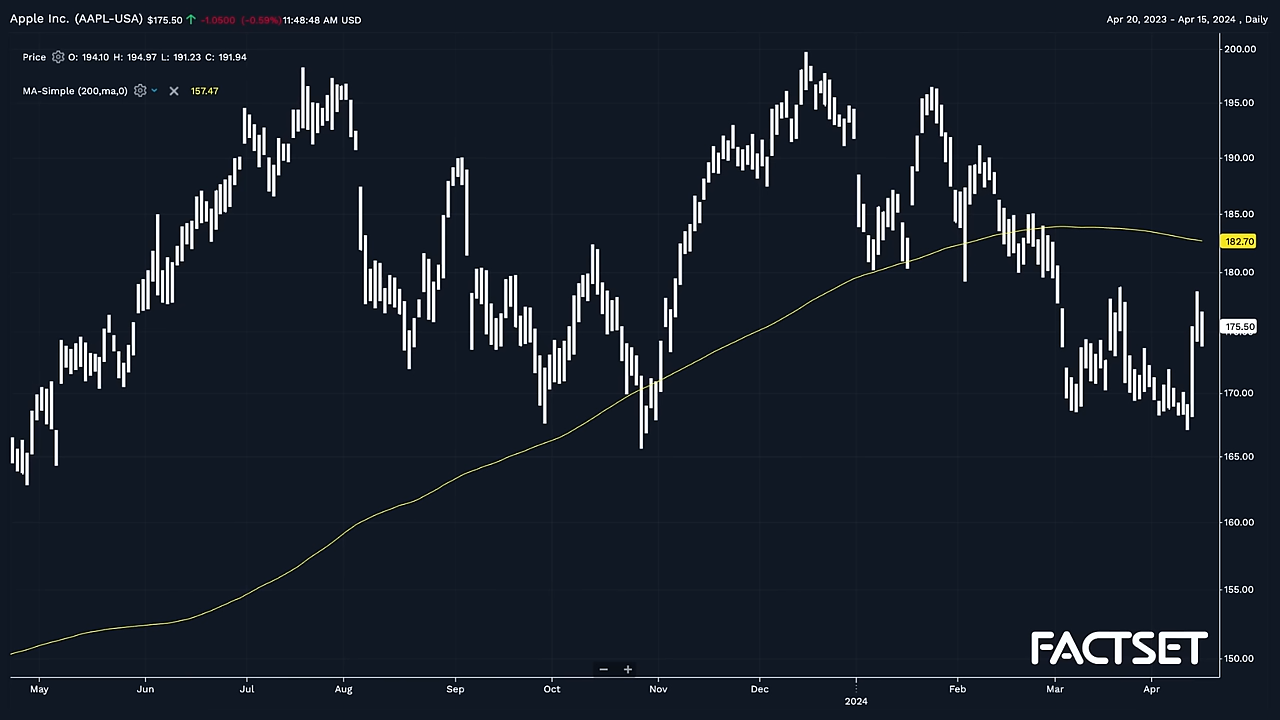 Apple Inc. (AAPL-USA) $175.50 -1.0500 (-0.59%) 11:48:48 AM USD
Apr 20, 2023 - Apr 15, 2024 , Daily
Price O: 194.10 H: 194.97 L: 191.23 C: 191.94
MA-Simple (200,ma,0) 157.47
200.00
195.00
190.00
185.00
182.70
180.00
175.50
170.00
165.00
160.00
155.00
150.00
FACTSET
May Jun Jul Aug Sep Oct Nov Dec Feb Mar Apr
2024